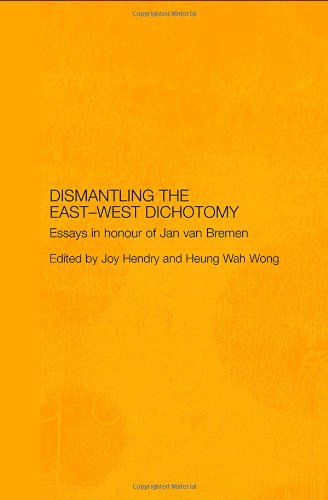 DISMANTLING THE
EAST–WEST DICHOTOMY
Essays in honour of Jan van Bremen
Edited by Joy Hendry and Heung Wah Wong